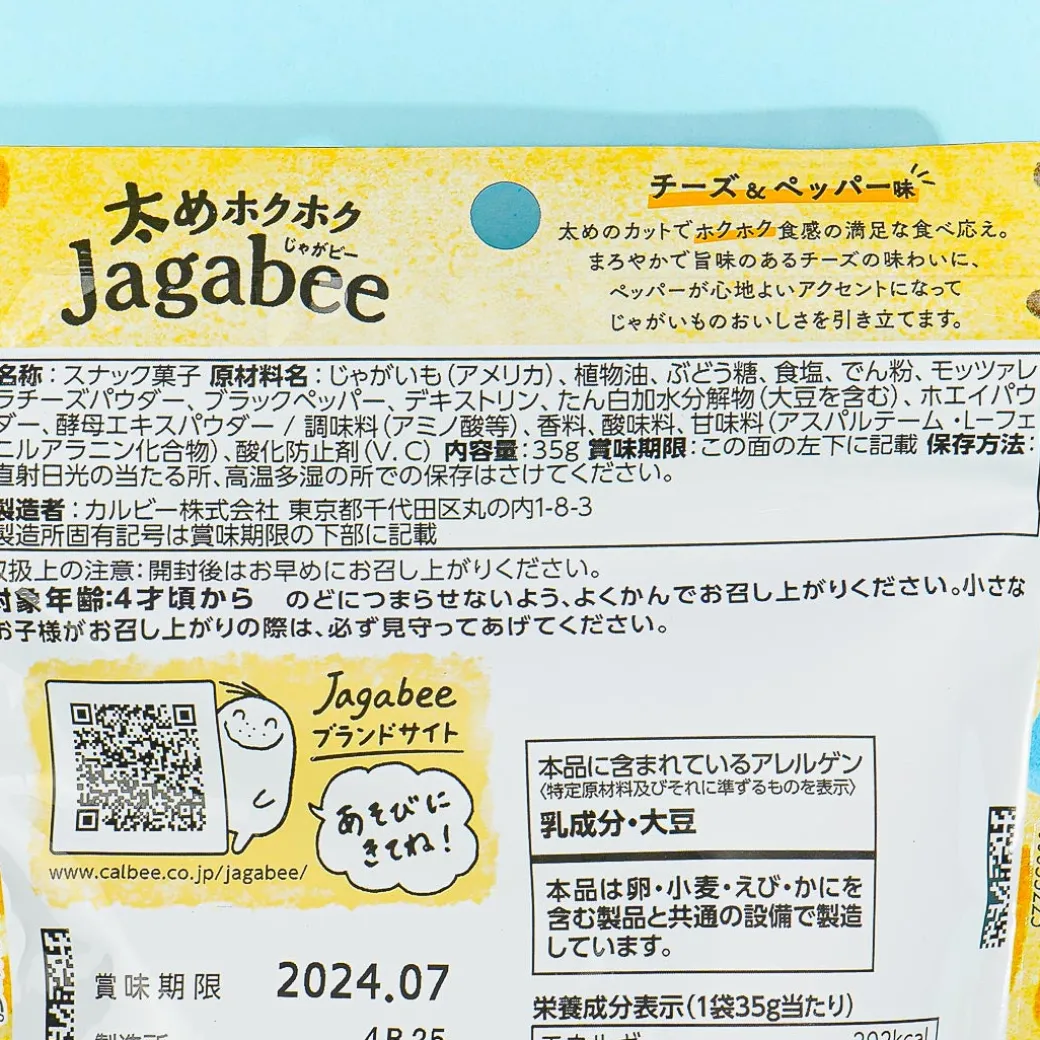 太めホクホク
じゃがビー
Jagabee
チーズ&ペッパー味
太めのカットでホクホク食感の満足な食べ応え。
まろやかで旨味のあるチーズの味わいに、
ペッパーが心地よいアクセントになって
じゃがいものおいしさを引き立てます。
名称：スナック菓子 原材料名：じゃがいも(アメリカ)、植物油、ぶどう糖、食塩、でん粉、モッツァレ
ラチーズパウダー、ブラックペッパー、デキストリン、たん白加水分解物(大豆を含む)、ホエイパウ
ダー、酵母エキスパウダー / 調味料(アミノ酸等)、香料、酸味料、甘味料(アスパルテーム・L-フェ
ニルアラニン化合物)、酸化防止剤(V.C) 内容量：35g 賞味期限：この面の左下に記載 保存方法：
直射日光の当たる所、高温多湿の所での保存はさけてください。
製造者：カルビー株式会社 東京都千代田区丸の内1-8-3
製造所固有記号は賞味期限の下部に記載
取扱上の注意：開封後はお早めにお召し上がりください。
対象年齢：4才頃から のどにつまらせないよう、よくかんでお召し上がりください。小さな
お子様がお召し上がりの際は、必ず見守ってあげてください。
Jagabee
ブランドサイト
あそびに
きてね！
www.calbee.co.jp/jagabee/
本品に含まれているアレルゲン
〈特定原材料及びそれに準ずるものを表示〉
乳成分・大豆
本品は卵・小麦・えび・かにを
含む製品と共通の設備で製造
しています。
賞味期限 2024.07
栄養成分表示(1袋35g当たり)